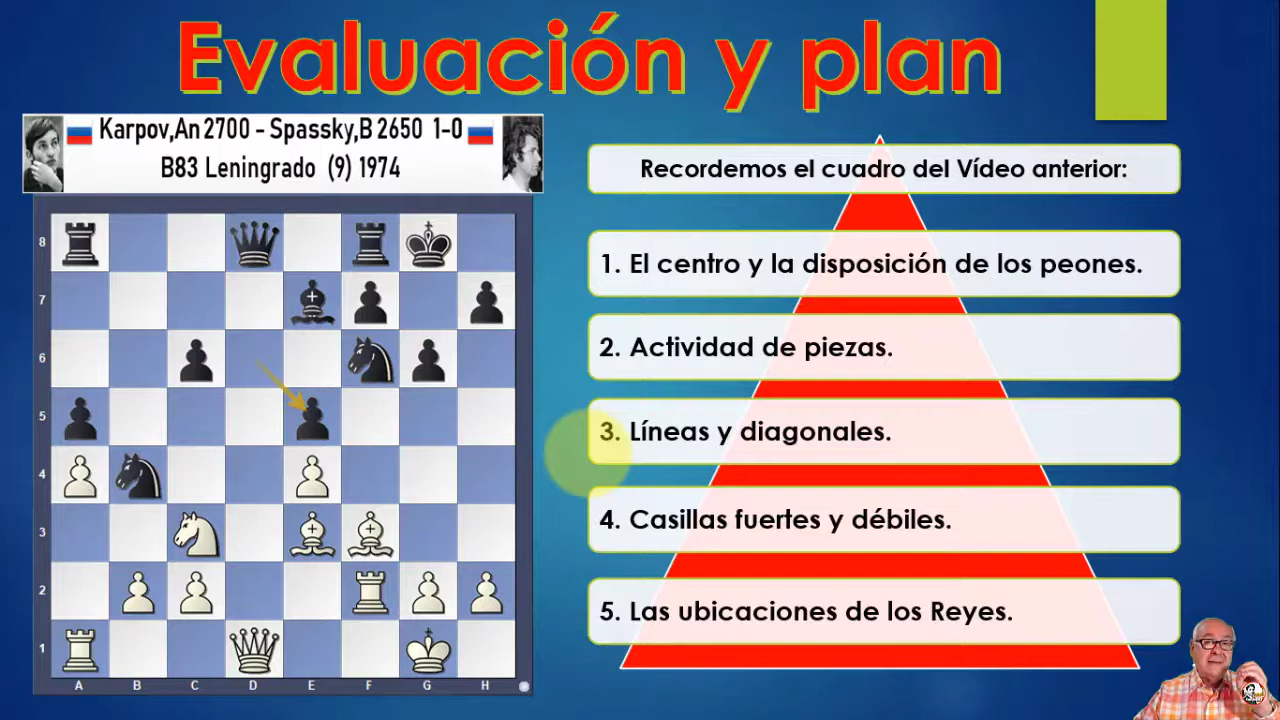 Evaluación y plan
Karpov,An 2700 - Spassky,B 2650 1-0
B83 Leningrado (9) 1974
Recordemos el cuadro del Vídeo anterior:
1. El centro y la disposición de los peones.
2. Actividad de piezas.
3. Líneas y diagonales.
4. Casillas fuertes y débiles.
5. Las ubicaciones de los Reyes.
8
7
6
5
4
3
2
1
A B C D E F G H